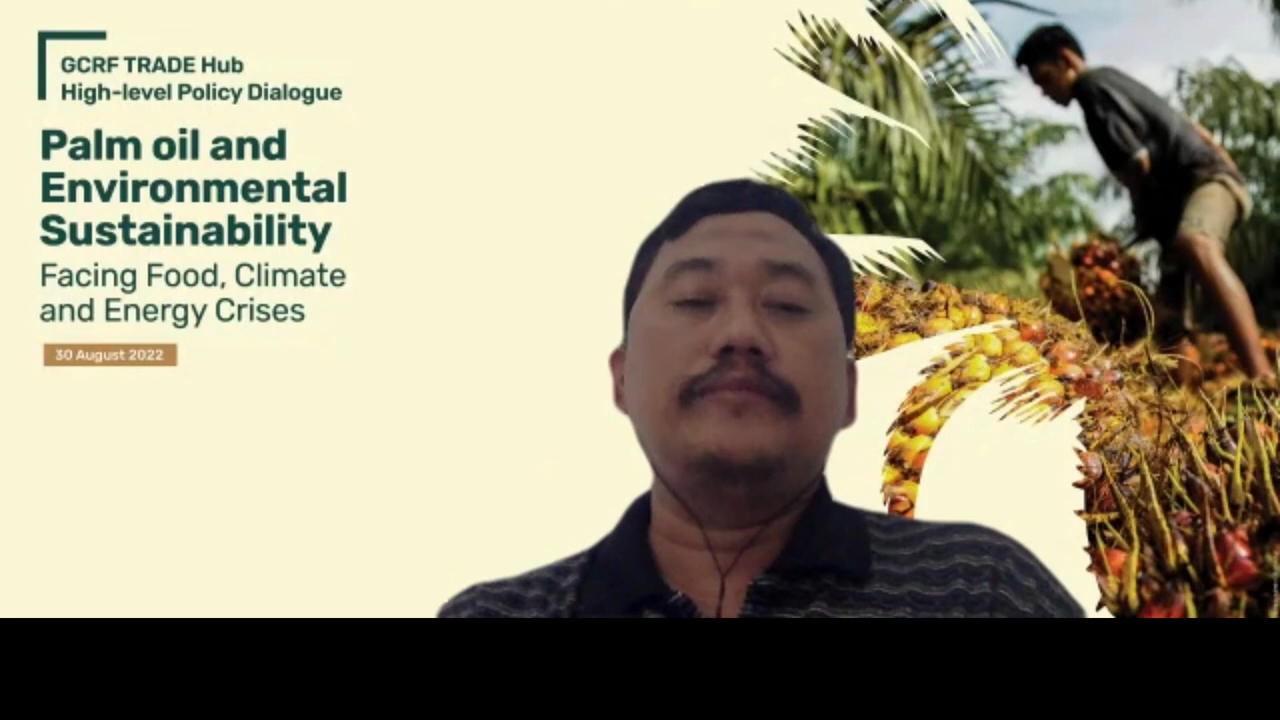 GCRF TRADE Hub
High-level Policy Dialogue
Palm oil and
Environmental
Sustainability
Facing Food, Climate
and Energy Crises
30 August 2022